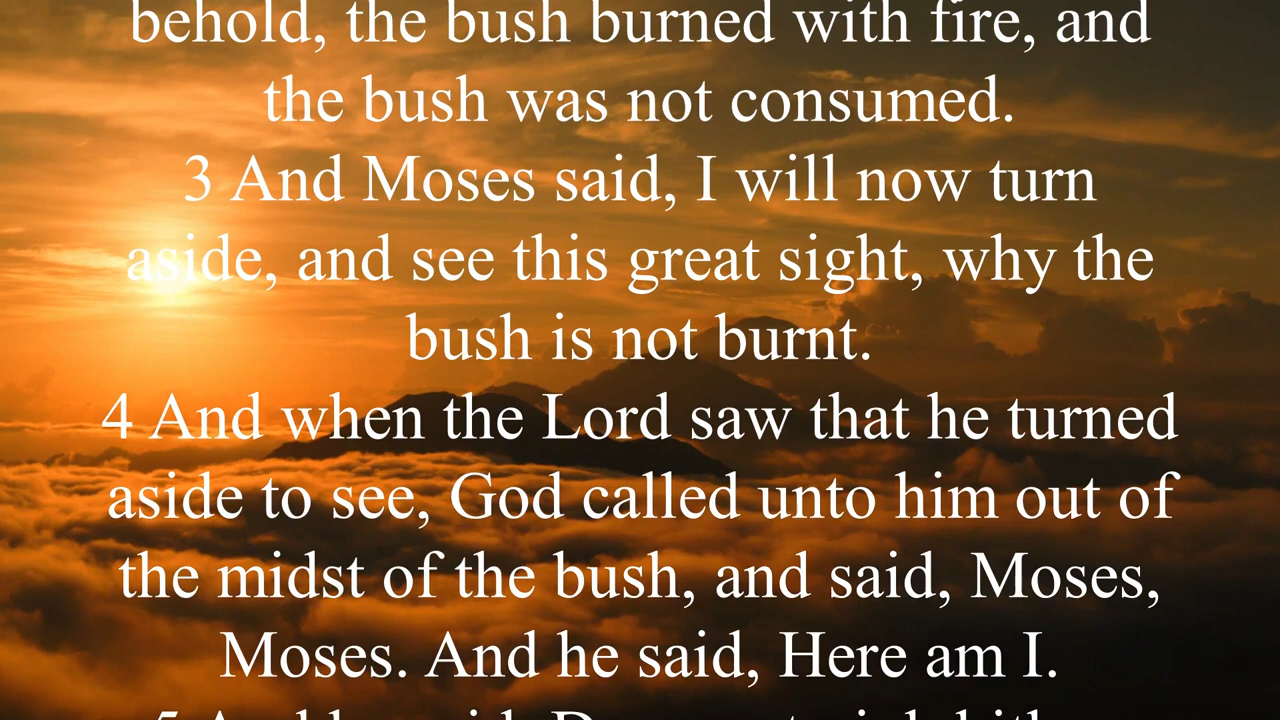 behold, the bush burned with fire, and
the bush was not consumed.
3 And Moses said, I will now turn
aside, and see this great sight, why the
bush is not burnt.
4 And when the Lord saw that he turned
aside to see, God called unto him out of
the midst of the bush, and said, Moses,
Moses. And he said, Here am I.